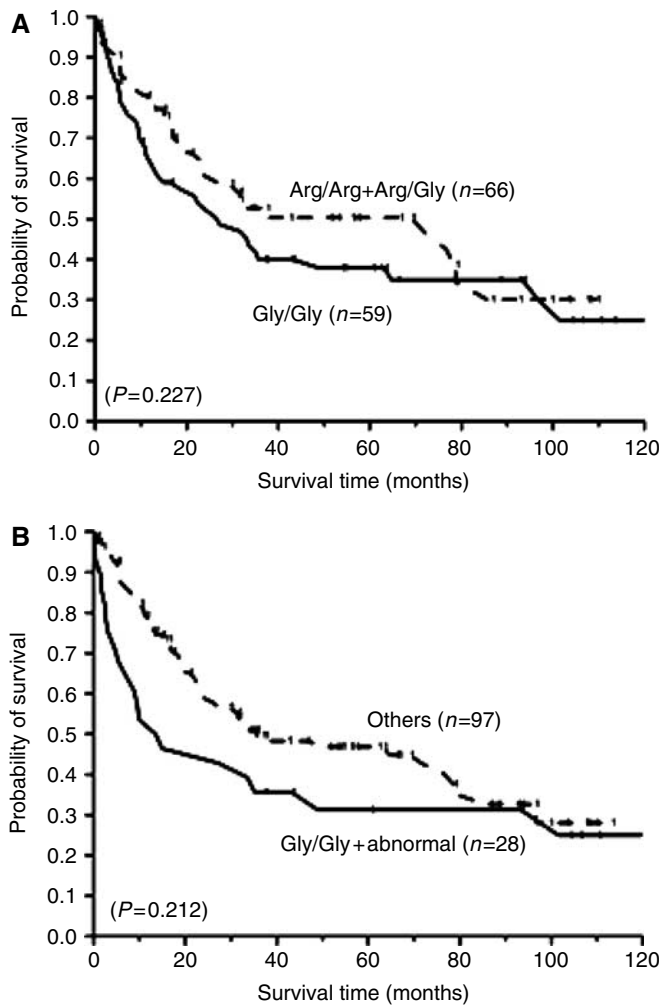 A
1.0
0.9
0.8
0.7
0.6
0.5
0.4
0.3
0.2
0.1
0.0
Probability of survival
Arg/Arg+Arg/Gly (n=66)
Gly/Gly (n=59)
(P=0.227)
0 20 40 60 80 100 120
Survival time (months)
B
1.0
0.9
0.8
0.7
0.6
0.5
0.4
0.3
0.2
0.1
0.0
Probability of survival
Others (n=97)
Gly/Gly+abnormal (n=28)
(P=0.212)
0 20 40 60 80 100 120
Survival time (months)